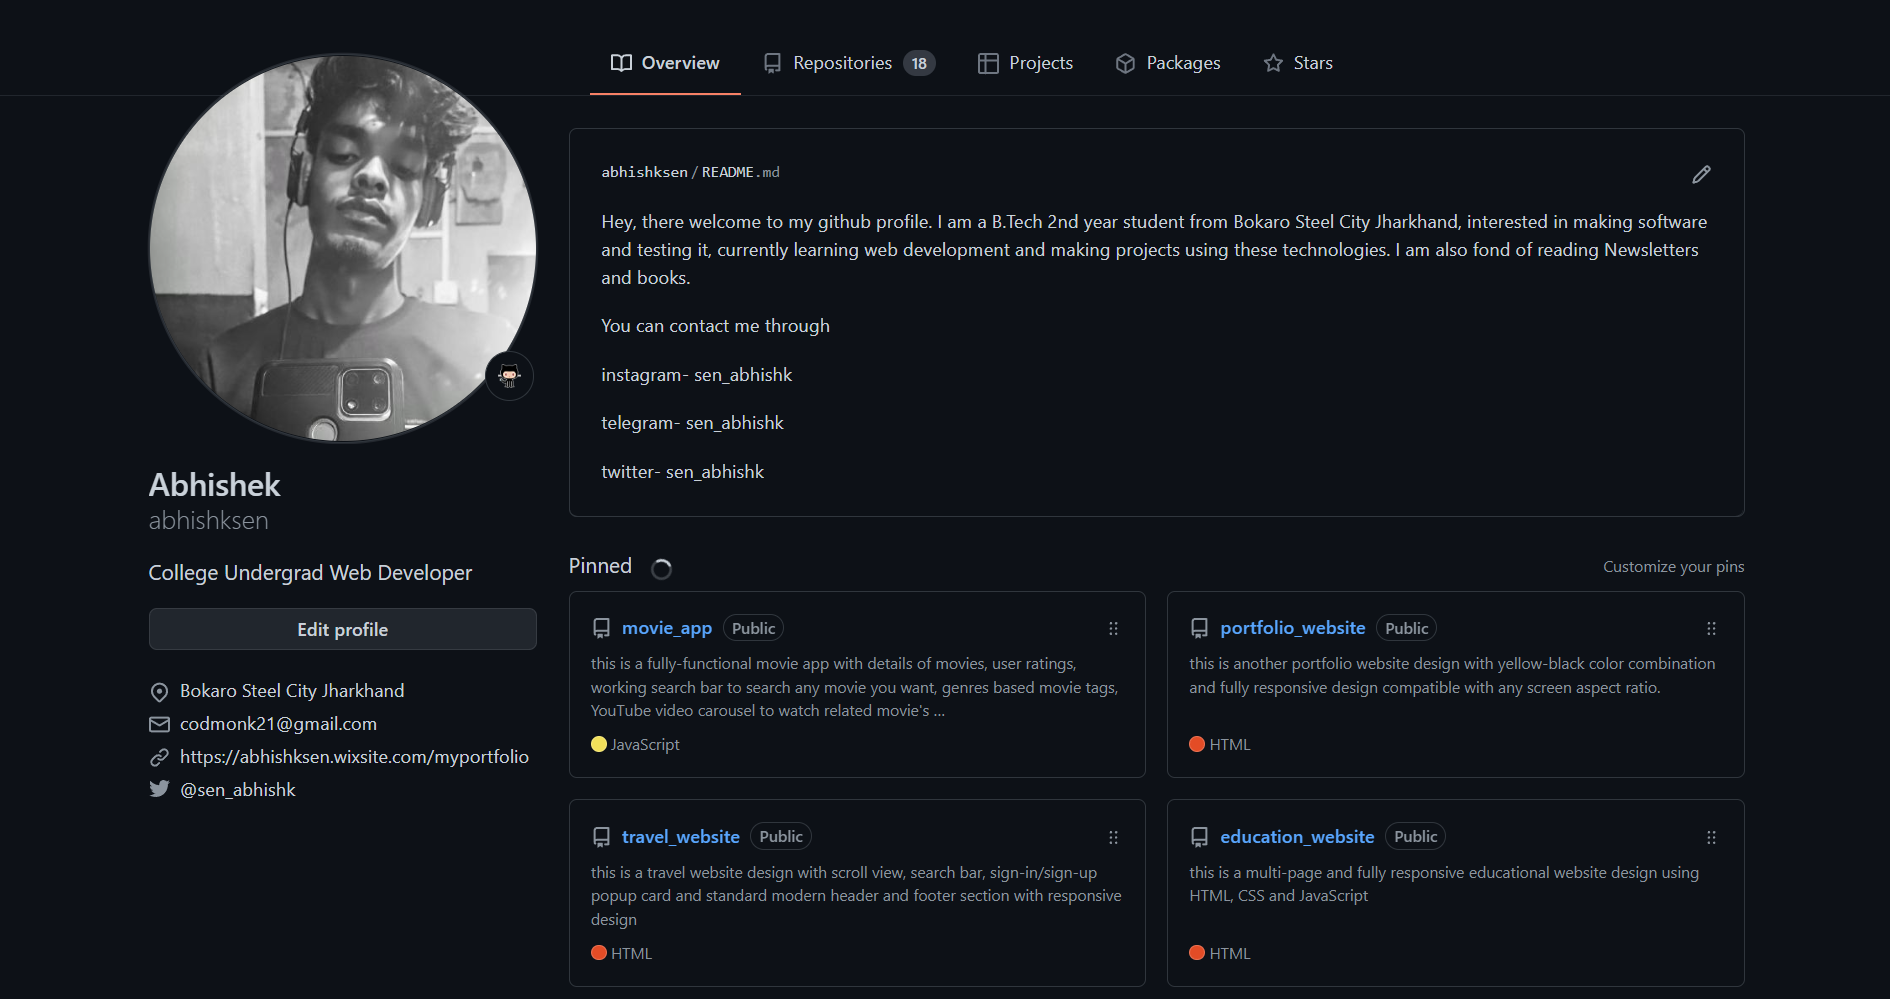 Overview
Repositories 18
Projects
Packages
Stars
Abhishek
abhishksen
College Undergrad Web Developer
Edit profile
Bokaro Steel City Jharkhand
codmonk21@gmail.com
https://abhishksen.wixsite.com/myportfolio
@sen_abhishk
abhishksen/README.md
Hey, there welcome to my github profile. I am a B.Tech 2nd year student from Bokaro Steel City Jharkhand, interested in making software
and testing it, currently learning web development and making projects using these technologies. I am also fond of reading Newsletters
and books.
You can contact me through
instagram- sen_abhishk
telegram- sen_abhishk
twitter- sen_abhishk
Pinned
Customize your pins
movie_app Public
this is a fully-functional movie app with details of movies, user ratings,
working search bar to search any movie you want, genres based movie tags,
YouTube video carousel to watch related movie's ...
JavaScript
portfolio_website Public
this is another portfolio website design with yellow-black color combination
and fully responsive design compatible with any screen aspect ratio.
HTML
travel_website Public
this is a travel website design with scroll view, search bar, sign-in/sign-up
popup card and standard modern header and footer section with responsive
design
HTML
education_website Public
this is a multi-page and fully responsive educational website design using
HTML, CSS and JavaScript
HTML